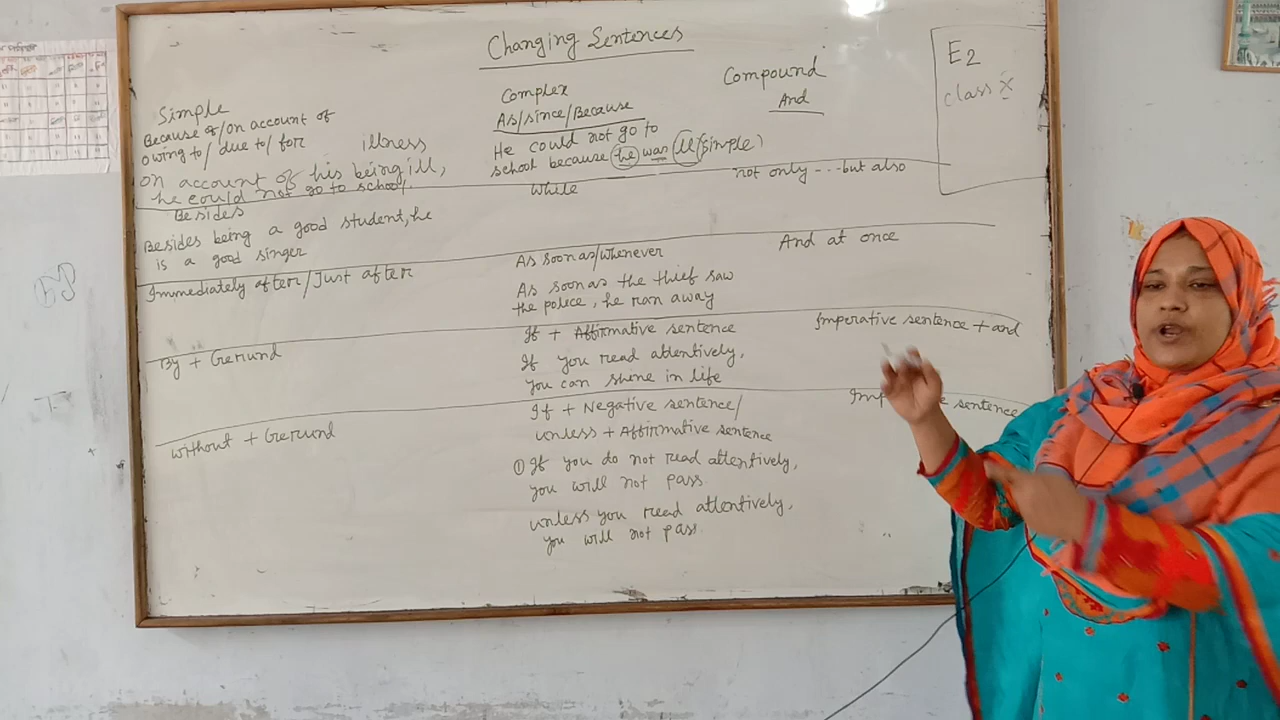 Changing Sentences
E2
class X
Simple
Because of/on account of
owing to/due to/for
illness
on account of his being ill,
he could not go to school.
Complex
As/since/Because
He could not go to
school because he was ill (simple)
Compound
And
Besides
Besides being a good student, he
is a good singer
While
not only --- but also
Immediately after/Just after
As soon as/Whenever
As soon as the thief saw
the police, he ran away
And at once
By + Gerund
If + Affirmative sentence
If you read attentively,
you can shine in life
Imperative sentence + and
without + Gerund
If + Negative sentence/
unless + Affirmative sentence
① If you do not read attentively,
you will not pass.
unless you read attentively,
you will not pass.
sentence